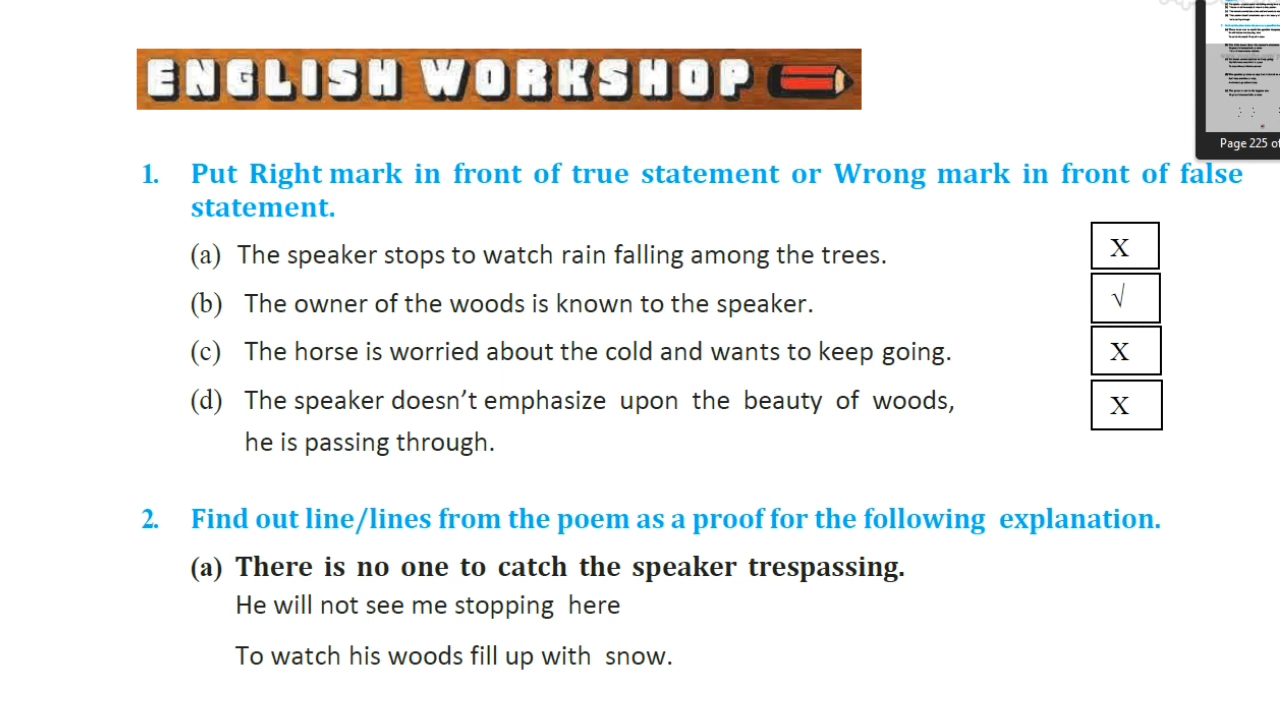 ENGLISH WORKSHOP
Page 225 of
1. Put Right mark in front of true statement or Wrong mark in front of false
statement.
(a) The speaker stops to watch rain falling among the trees. X
(b) The owner of the woods is known to the speaker. √
(c) The horse is worried about the cold and wants to keep going. X
(d) The speaker doesn’t emphasize upon the beauty of woods, X
he is passing through.
2. Find out line/lines from the poem as a proof for the following explanation.
(a) There is no one to catch the speaker trespassing.
He will not see me stopping here
To watch his woods fill up with snow.